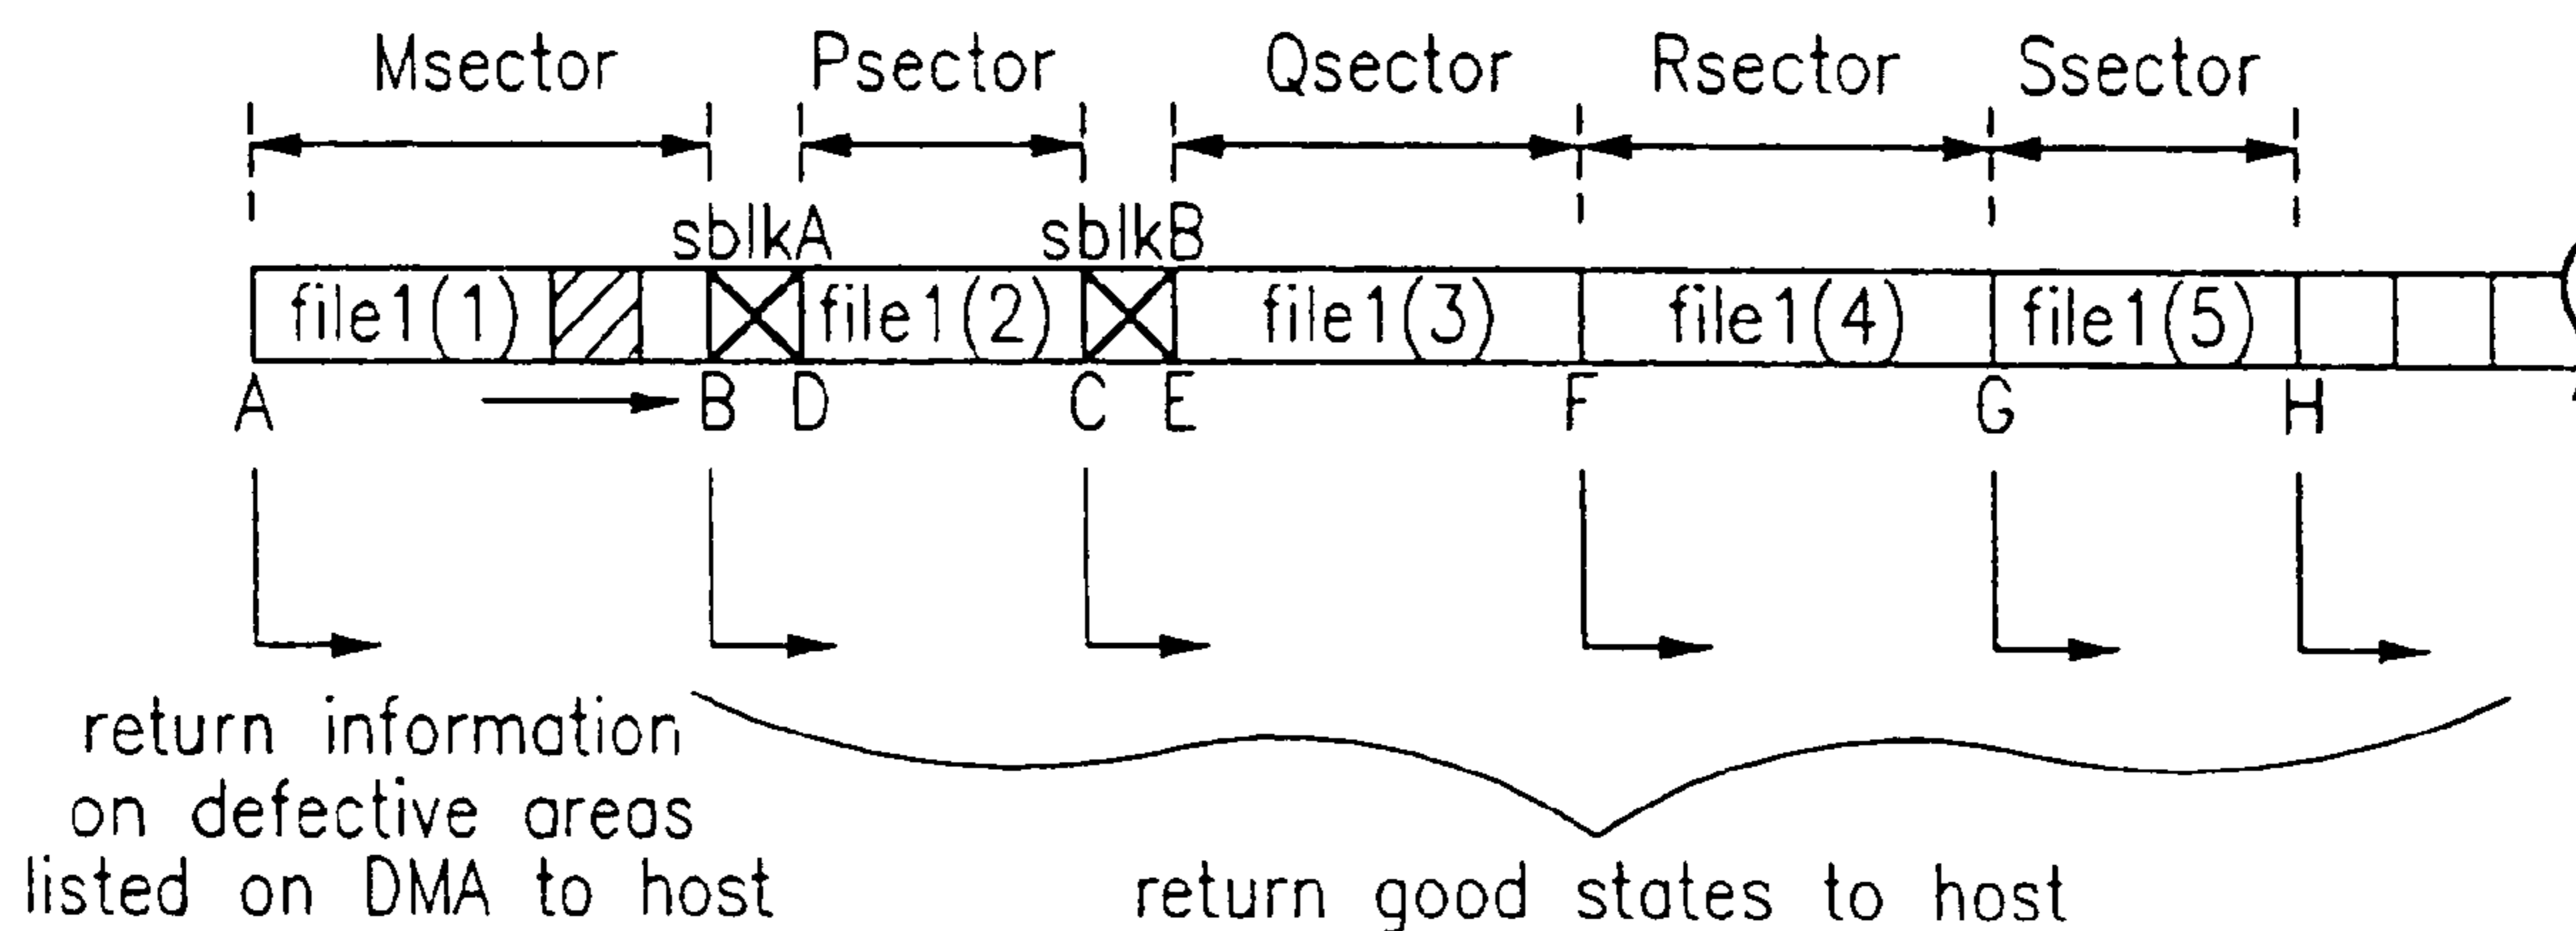 Msector Psector Qsector Rsector Ssector
sblkA sblkB
file1(1) file1(2) file1(3) file1(4) file1(5)
A B D C E F G H
return information
on defective areas
listed on DMA to host
return good states to host